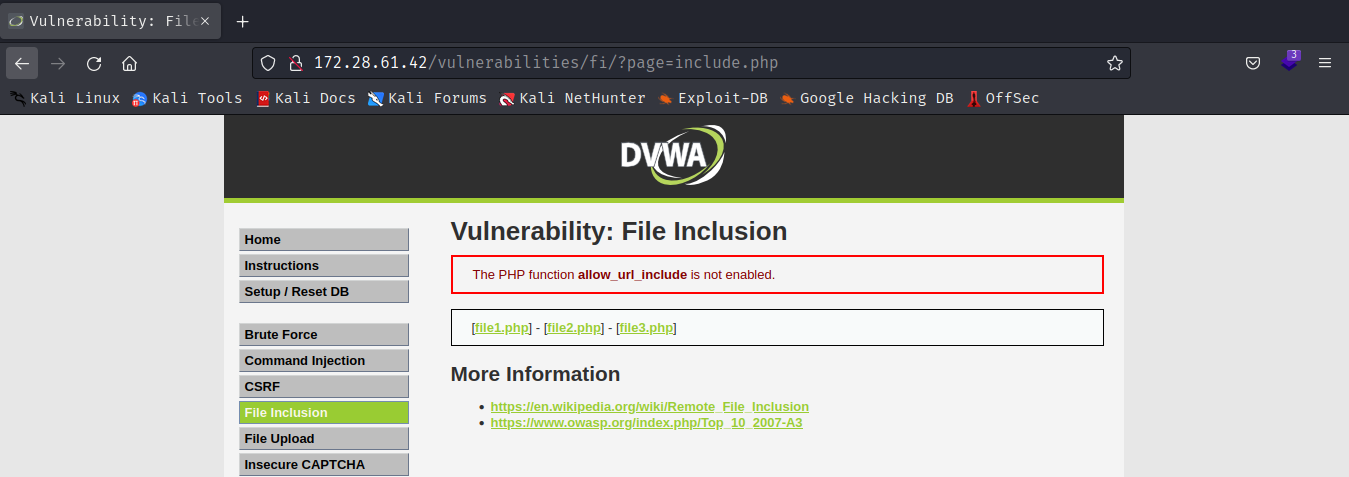 Vulnerability: File
172.28.61.42/vulnerabilities/fi/?page=include.php
3
Kali Linux Kali Tools Kali Docs Kali Forums Kali NetHunter Exploit-DB Google Hacking DB OffSec
DVWA
Home
Instructions
Setup / Reset DB
Brute Force
Command Injection
CSRF
File Inclusion
File Upload
Insecure CAPTCHA
Vulnerability: File Inclusion
The PHP function allow_url_include is not enabled.
[file1.php] - [file2.php] - [file3.php]
More Information
• https://en.wikipedia.org/wiki/Remote_File_Inclusion
• https://www.owasp.org/index.php/Top_10_2007-A3